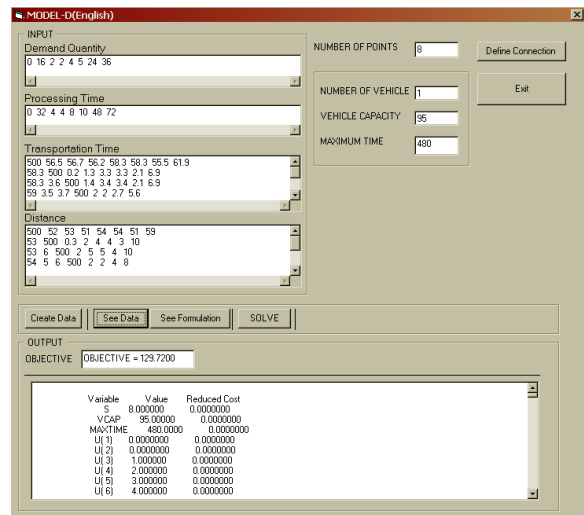 MODEL-D(English)
INPUT
Demand Quantity
0 16 2 2 4 5 24 36
Processing Time
0 32 4 4 8 10 48 72
Transportation Time
500 56.5 56.7 56.2 58.3 58.3 55.5 61.9
58.3 500 0.2 1.3 3.3 3.3 2.1 6.9
58.3 3.6 500 1.4 3.4 3.4 2.1 6.9
59 3.5 3.7 500 2 2 2.7 5.6
Distance
500 52 53 51 54 54 51 59
53 500 0.3 2 4 4 3 10
53 6 500 2 5 5 4 10
54 5 6 500 2 2 4 8
NUMBER OF POINTS 8
Define Connection
NUMBER OF VEHICLE 1
Exit
VEHICLE CAPACITY 95
MAXIMUM TIME 480
Create Data See Data See Formulation SOLVE
OUTPUT
OBJECTIVE OBJECTIVE = 129.7200
Variable Value Reduced Cost
S 8.000000 0.0000000
VCAP 95.00000 0.0000000
MAXTIME 480.0000 0.0000000
U( 1) 0.0000000 0.0000000
U( 2) 0.0000000 0.0000000
U( 3) 1.000000 0.0000000
U( 4) 2.000000 0.0000000
U( 5) 3.000000 0.0000000
U( 6) 4.000000 0.0000000